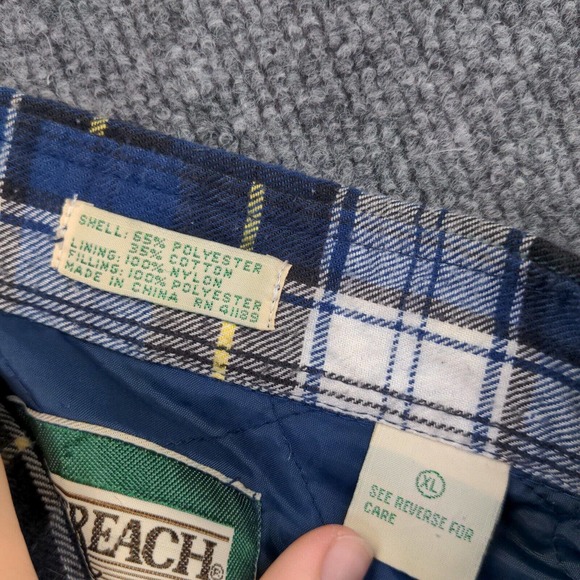 SHELL: 65% POLYESTER
35% COTTON
LINING: 100% NYLON
FILLING: 100% POLYESTER
MADE IN CHINA RN 41189
XL
SEE REVERSE FOR
CARE
REACH®